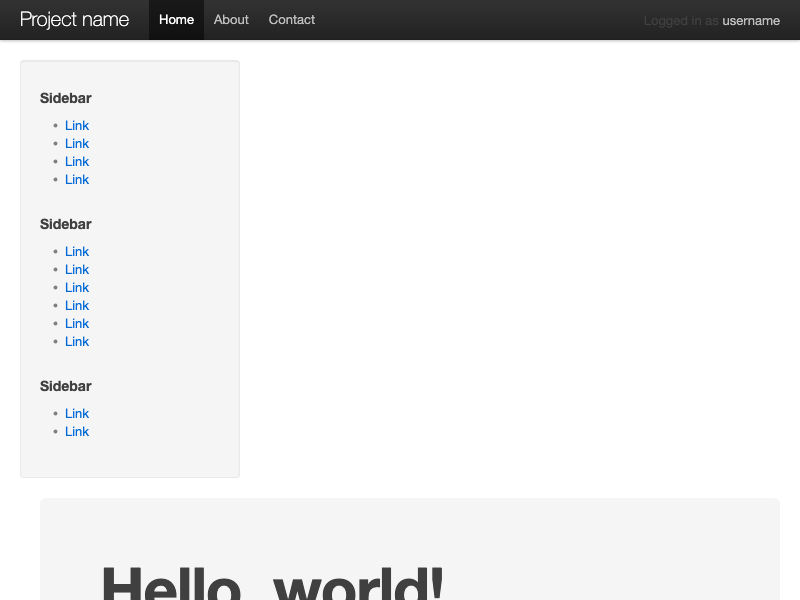 Project name Home About Contact Logged in as username
Sidebar
• Link
• Link
• Link
• Link
Sidebar
• Link
• Link
• Link
• Link
• Link
• Link
Sidebar
• Link
• Link
Hello, world!